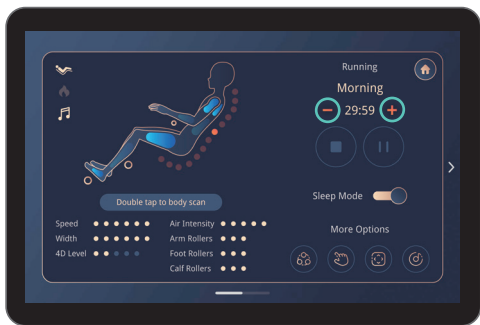 Running
Morning
29:59
Double tap to body scan
Sleep Mode
Speed
Width
4D Level
Air Intensity
Arm Rollers
Foot Rollers
Calf Rollers
More Options